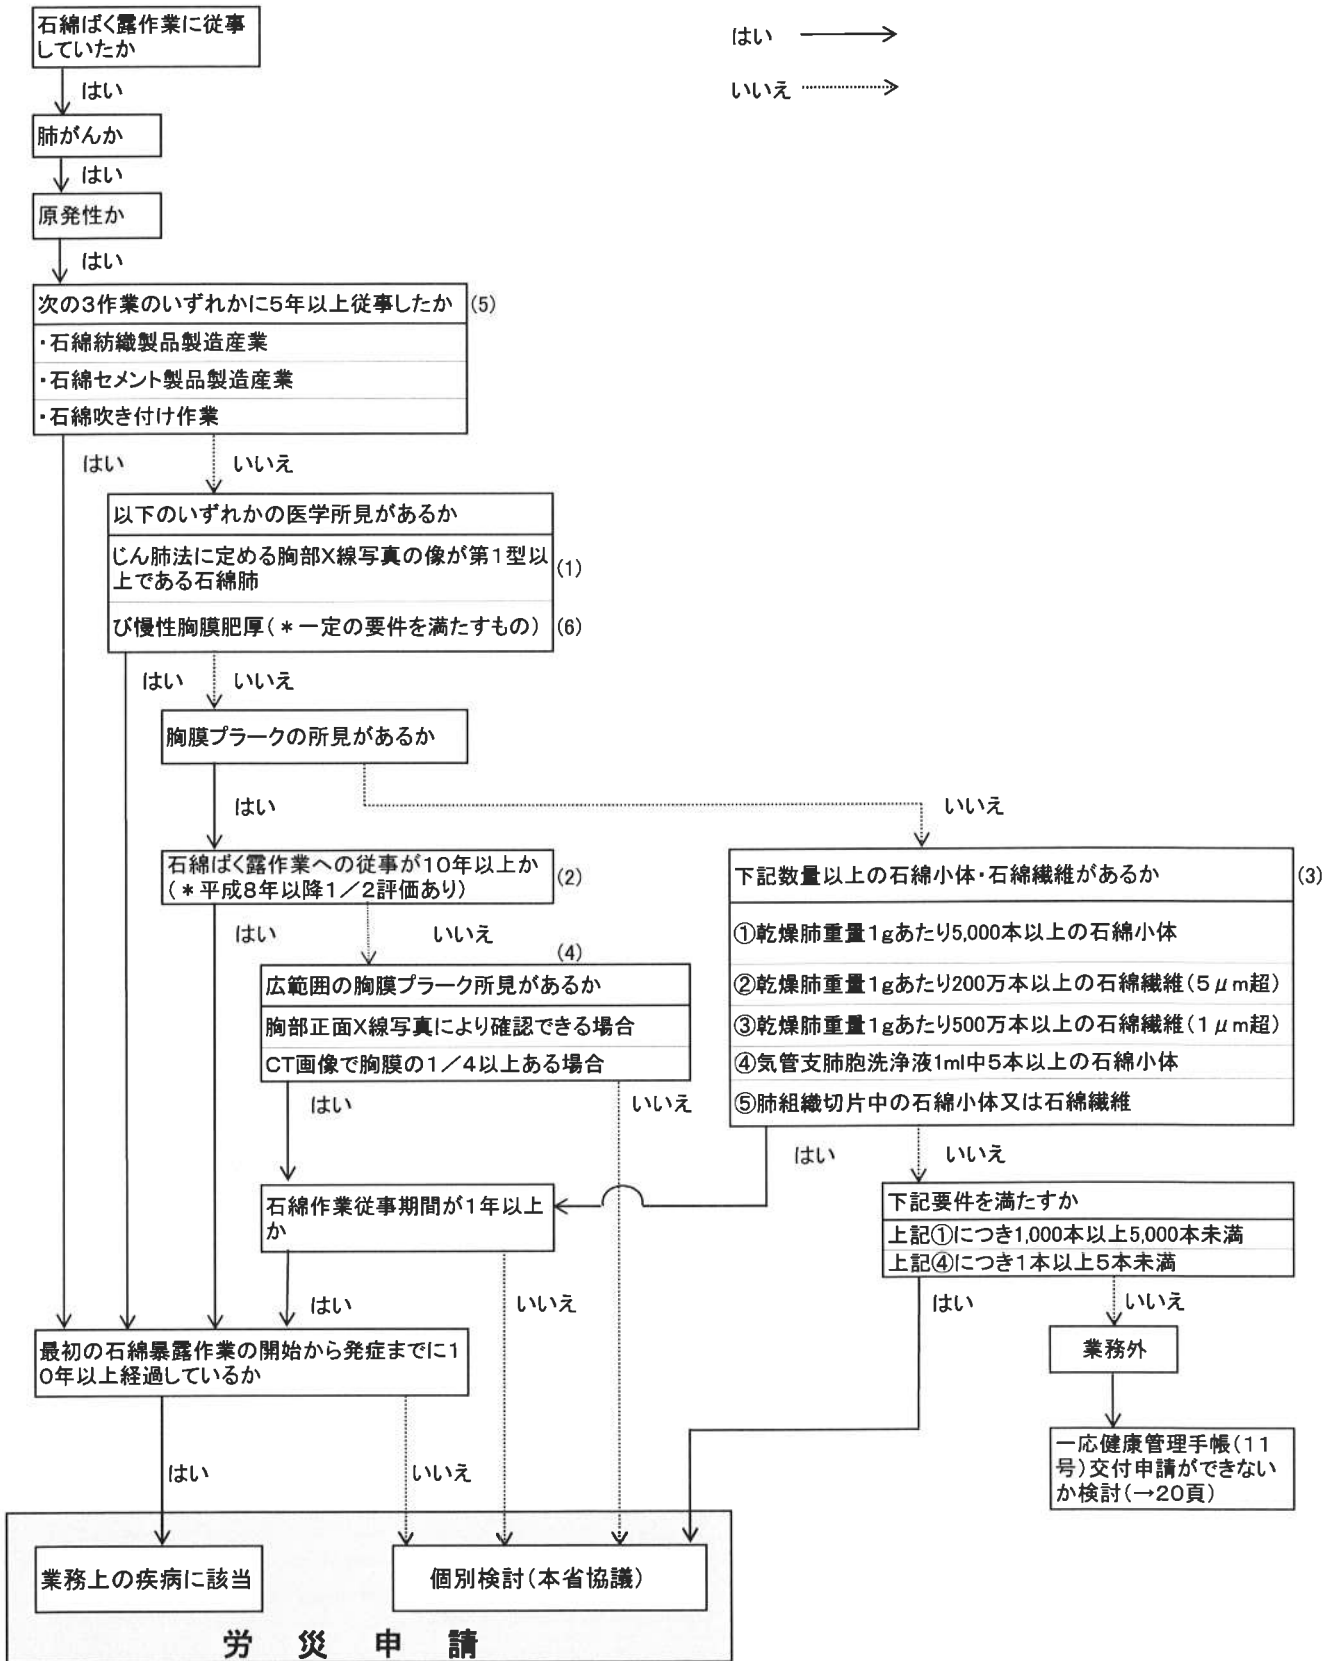 石綿ばく露作業に従事
していたか
はい
いいえ
はい
肺がんか
はい
原発性か
はい
次の3作業のいずれかに5年以上従事したか
(5)
・石綿紡織製品製造産業
・石綿セメント製品製造産業
・石綿吹き付け作業
はい
いいえ
以下のいずれかの医学所見があるか
じん肺法に定める胸部X線写真の像が第1型以
上である石綿肺
(1)
び慢性胸膜肥厚(*一定の要件を満たすもの)
(6)
はい
いいえ
胸膜プラークの所見があるか
はい
いいえ
石綿ばく露作業への従事が10年以上か
(*平成8年以降1/2評価あり)
(2)
下記数量以上の石綿小体・石綿繊維があるか
(3)
①乾燥肺重量1gあたり5,000本以上の石綿小体
②乾燥肺重量1gあたり200万本以上の石綿繊維(5μm超)
③乾燥肺重量1gあたり500万本以上の石綿繊維(1μm超)
④気管支肺胞洗浄液1ml中5本以上の石綿小体
⑤肺組織切片中の石綿小体又は石綿繊維
はい
いいえ
(4)
広範囲の胸膜プラーク所見があるか
胸部正面X線写真により確認できる場合
CT画像で胸膜の1/4以上ある場合
はい
いいえ
はい
いいえ
石綿作業従事期間が1年以上
か
下記要件を満たすか
上記①につき1,000本以上5,000本未満
上記④につき1本以上5本未満
はい
いいえ
はい
いいえ
最初の石綿暴露作業の開始から発症までに1
0年以上経過しているか
業務外
一応健康管理手帳(11
号)交付申請ができない
か検討(→20頁)
はい
いいえ
業務上の疾病に該当
個別検討(本省協議)
労災申請